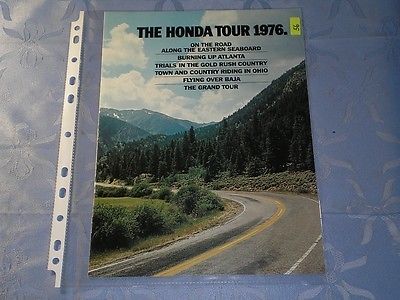 THE HONDA TOUR 1976.
ON THE ROAD
ALONG THE EASTERN SEABOARD
BURNING UP ATLANTA
TRIALS IN THE GOLD RUSH COUNTRY
TOWN AND COUNTRY RIDING IN OHIO
FLYING OVER BAJA
THE GRAND TOUR